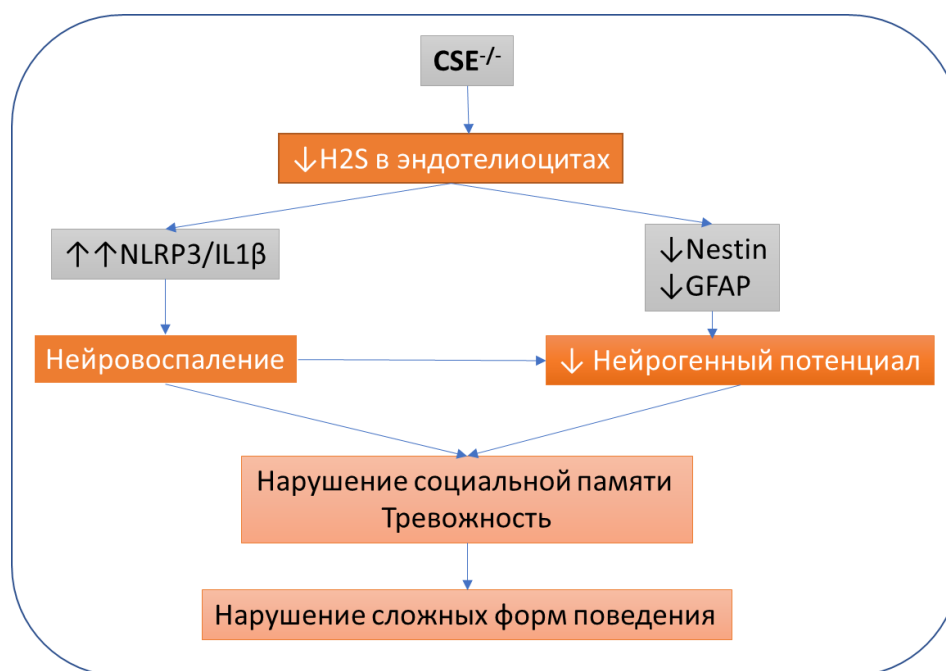 CSE-/-
↓H2S в эндотелиоцитах
↑↑NLRP3/IL1β
↓Nestin
↓GFAP
Нейровоспаление
↓ Нейрогенный потенциал
Нарушение социальной памяти
Тревожность
Нарушение сложных форм поведения